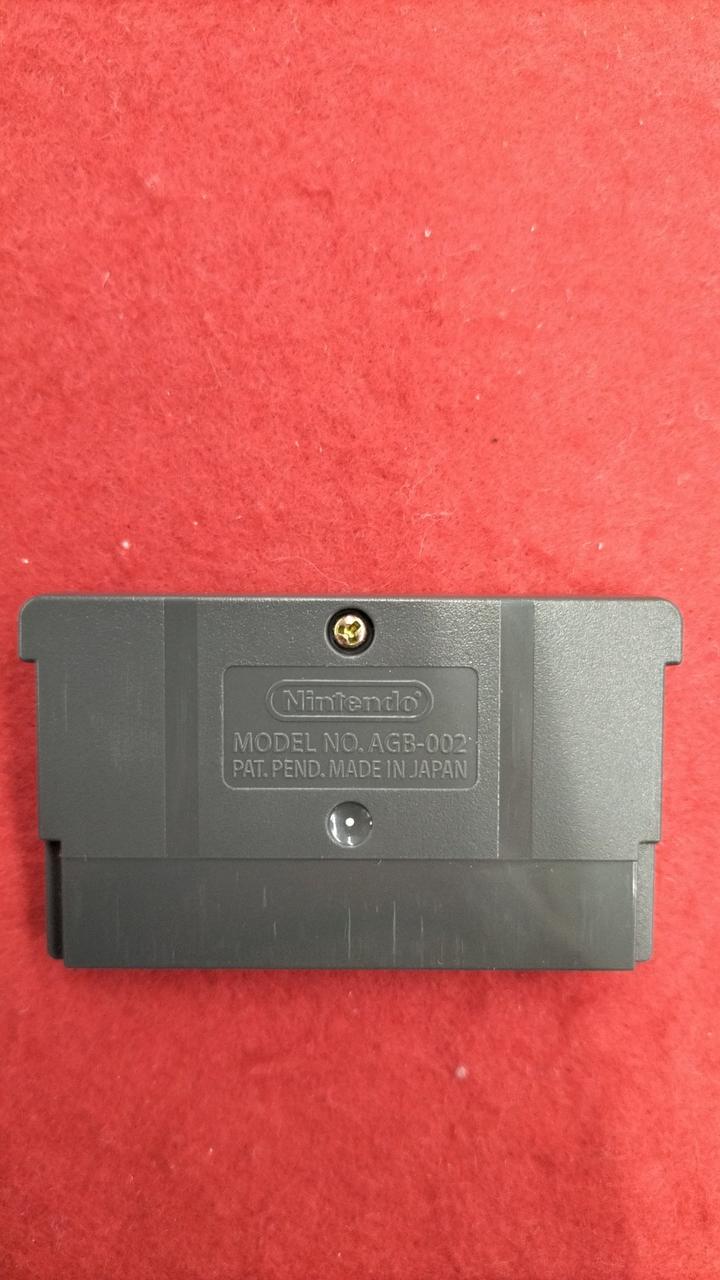 Nintendo
MODEL NO. AGB-002
PAT. PEND. MADE IN JAPAN